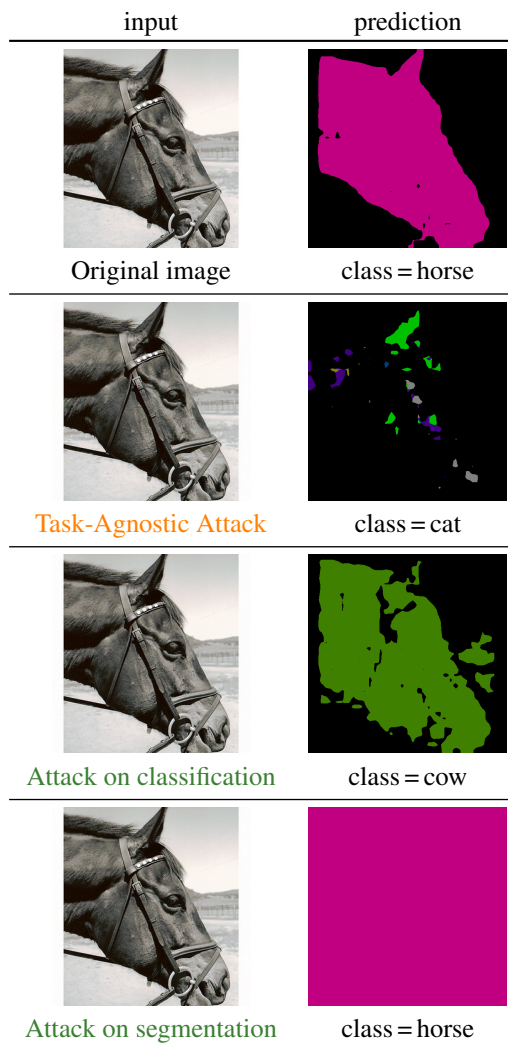 input prediction
Original image class = horse
Task-Agnostic Attack class = cat
Attack on classification class = cow
Attack on segmentation class = horse